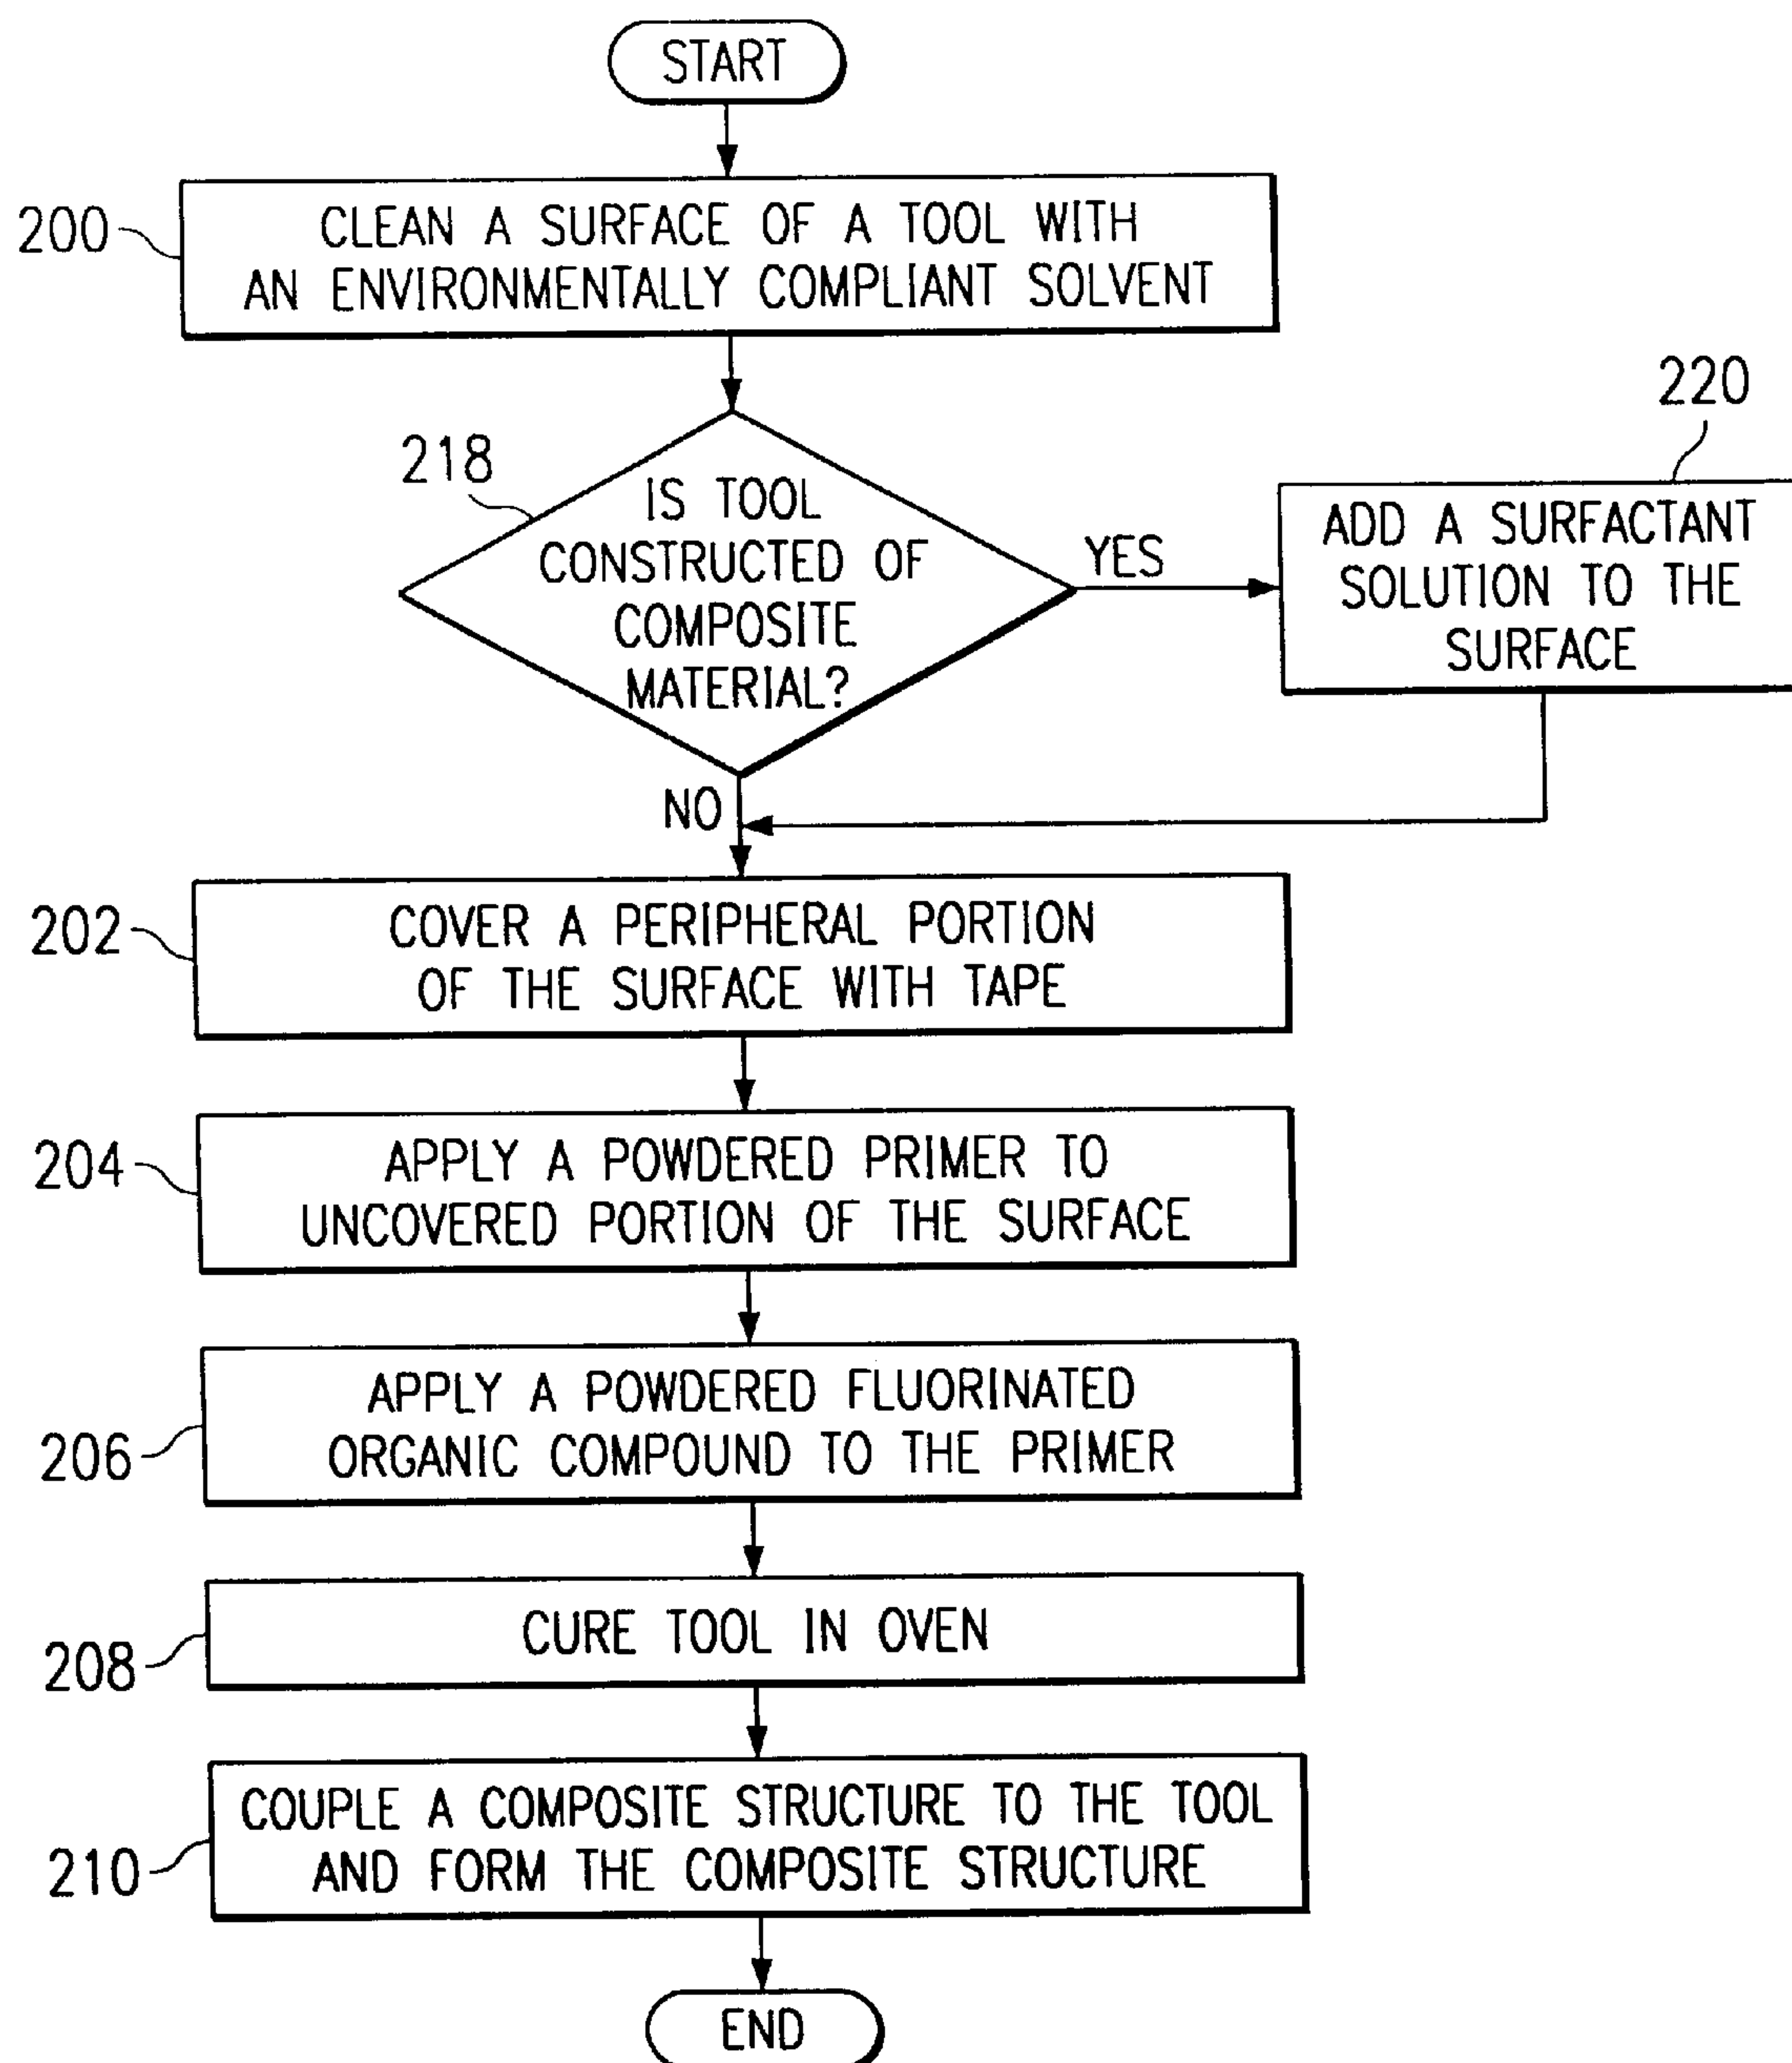 START
200
CLEAN A SURFACE OF A TOOL WITH
AN ENVIRONMENTALLY COMPLIANT SOLVENT
218
IS TOOL
CONSTRUCTED OF
COMPOSITE
MATERIAL?
YES
220
ADD A SURFACTANT
SOLUTION TO THE
SURFACE
NO
202
COVER A PERIPHERAL PORTION
OF THE SURFACE WITH TAPE
204
APPLY A POWDERED PRIMER TO
UNCOVERED PORTION OF THE SURFACE
206
APPLY A POWDERED FLUORINATED
ORGANIC COMPOUND TO THE PRIMER
208
CURE TOOL IN OVEN
210
COUPLE A COMPOSITE STRUCTURE TO THE TOOL
AND FORM THE COMPOSITE STRUCTURE
END